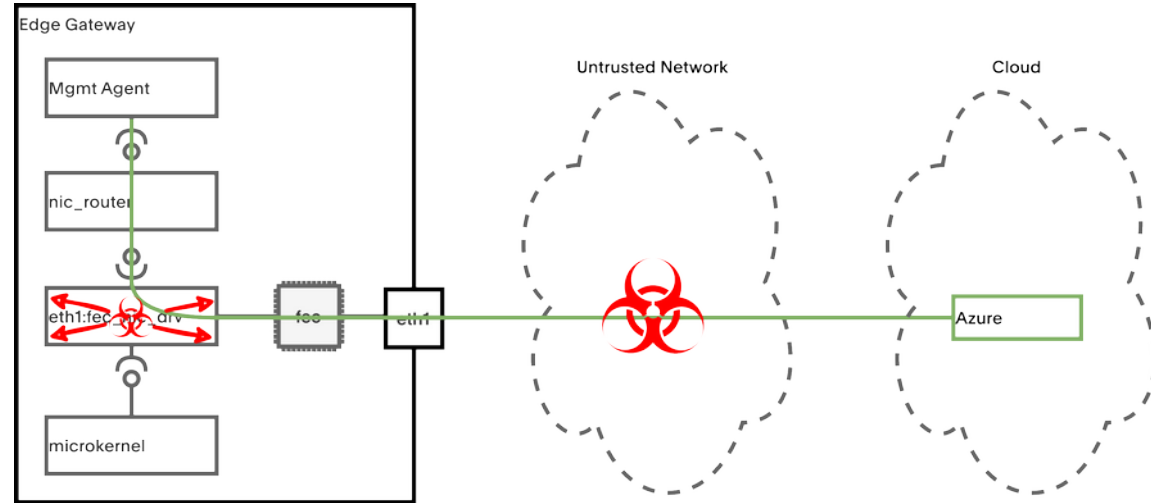 Edge Gateway
Mgmt Agent
Untrusted Network
Cloud
nic_router
eth1
Azure
microkernel